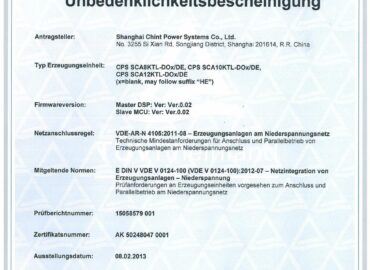 Unbedenklichkeitsbescheinigung
Antragsteller: Shanghai Chint Power Systems Co., Ltd.
No. 3255 Si Xian Rd, Songjiang District, Shanghai 201614, R.R. China
Typ Erzeugungseinheit: CPS SCA8KTL-DOx/DE, CPS SCA10KTL-DOx/DE,
CPS SCA12KTL-DOx/DE
(x=blank, may follow suffix "HE")
Firmwareversion: Master DSP: Ver: Ver.0.02
Slave MCU: Ver: Ver.0.02
Netzanschlussregel: VDE-AR-N 4105:2011-08 – Erzeugungsanlagen am Niederspannungsnetz
Technische Mindestanforderungen für Anschluss und Parallelbetrieb von
Erzeugungsanlagen am Niederspannungsnetz
Mitgeltende Normen: E DIN V VDE V 0124-100 (VDE V 0124-100):2012-07 – Netzintegration von
Erzeugungsanlagen – Niederspannung
Prüfanforderungen an Erzeugungseinheiten vorgesehen zum Anschluss und
Parallelbetrieb am Niederspannungsnetz
Prüfberichtnummer: 15058579 001
Zertifikatsnummer: AK 50248047 0001
Ausstellungsdatum: 08.02.2013